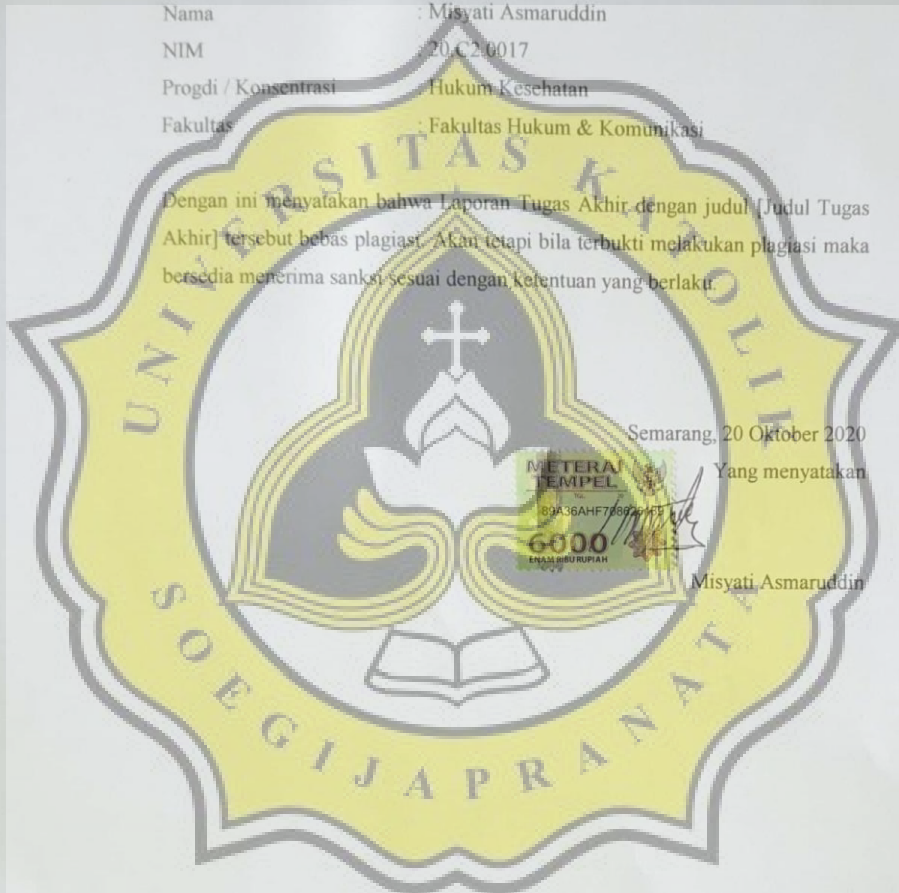 Nama : Misyati Asmaruddin
NIM : 20.C2.0017
Progdi / Konsentrasi : Hukum Kesehatan
Fakultas : Fakultas Hukum & Komunikasi
UNIVERSITAS KATOLIK
Dengan ini menyatakan bahwa Laporan Tugas Akhir dengan judul [Judul Tugas
Akhir] tersebut bebas plagiasi. Akan tetapi bila terbukti melakukan plagiasi maka
bersedia menerima sanksi sesuai dengan ketentuan yang berlaku.
Semarang, 20 Oktober 2020
Yang menyatakan
METERAI
TEMPEL
6000
ENAM RIBU RUPIAH
Misyati Asmaruddin
SOEGIJAPRANATA